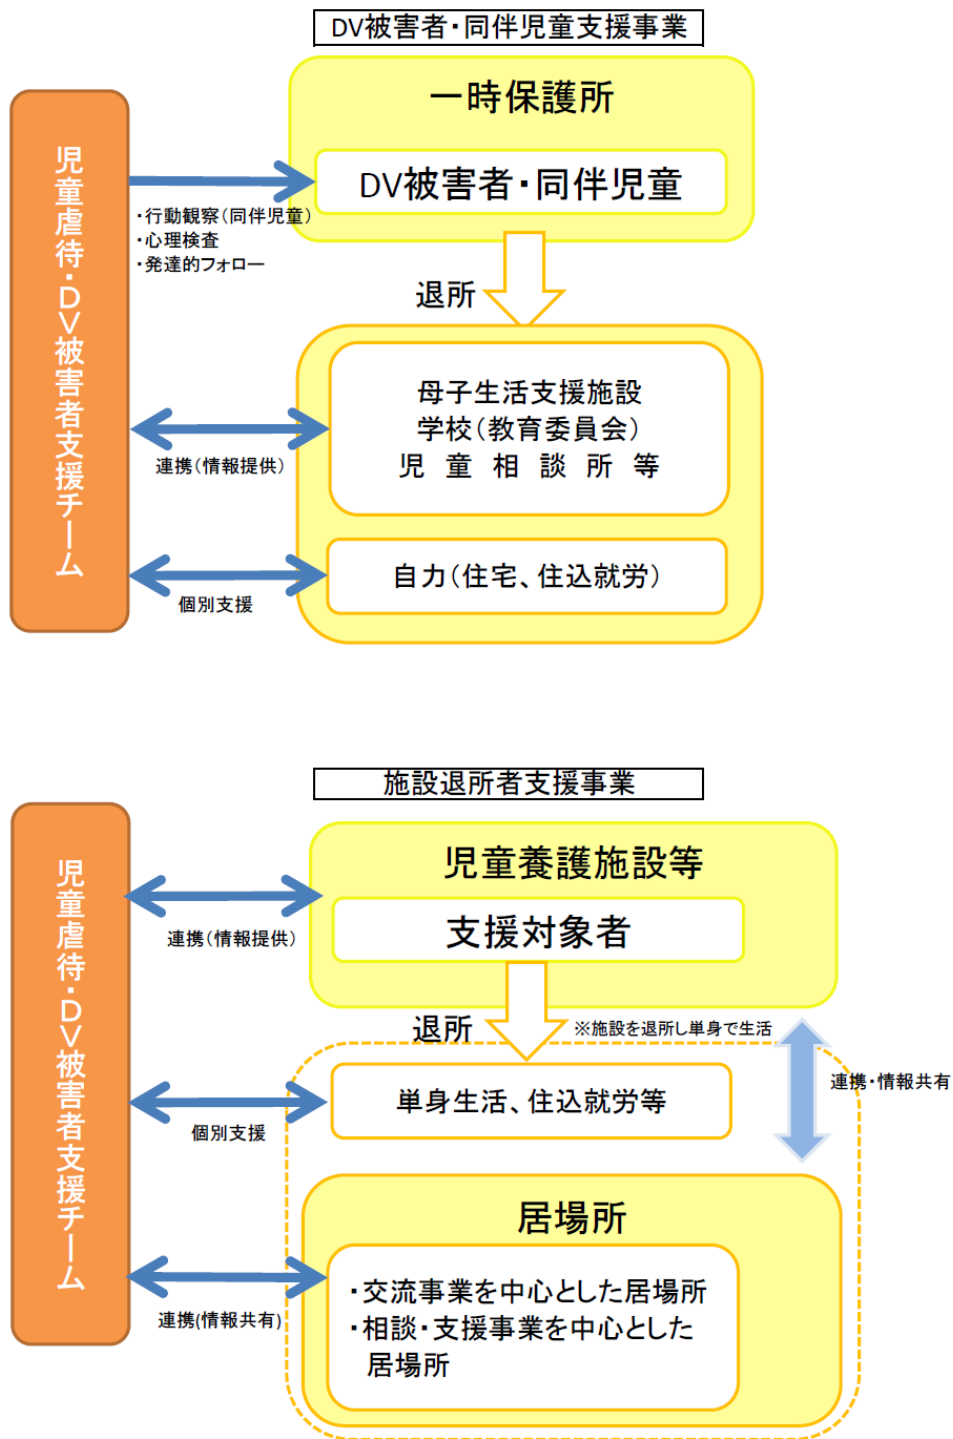 DV被害者・同伴児童支援事業
一時保護所
DV被害者・同伴児童
児童虐待・DV被害者支援チーム
・行動観察（同伴児童）
・心理検査
・発達的フォロー
退所
母子生活支援施設
学校（教育委員会）
児童相談所等
連携（情報提供）
自力（住宅、住込就労）
個別支援
施設退所者支援事業
児童養護施設等
支援対象者
児童虐待・DV被害者支援チーム
連携（情報提供）
退所
※施設を退所し単身で生活
連携・情報共有
単身生活、住込就労等
個別支援
居場所
・交流事業を中心とした居場所
・相談・支援事業を中心とした
居場所
連携(情報共有)